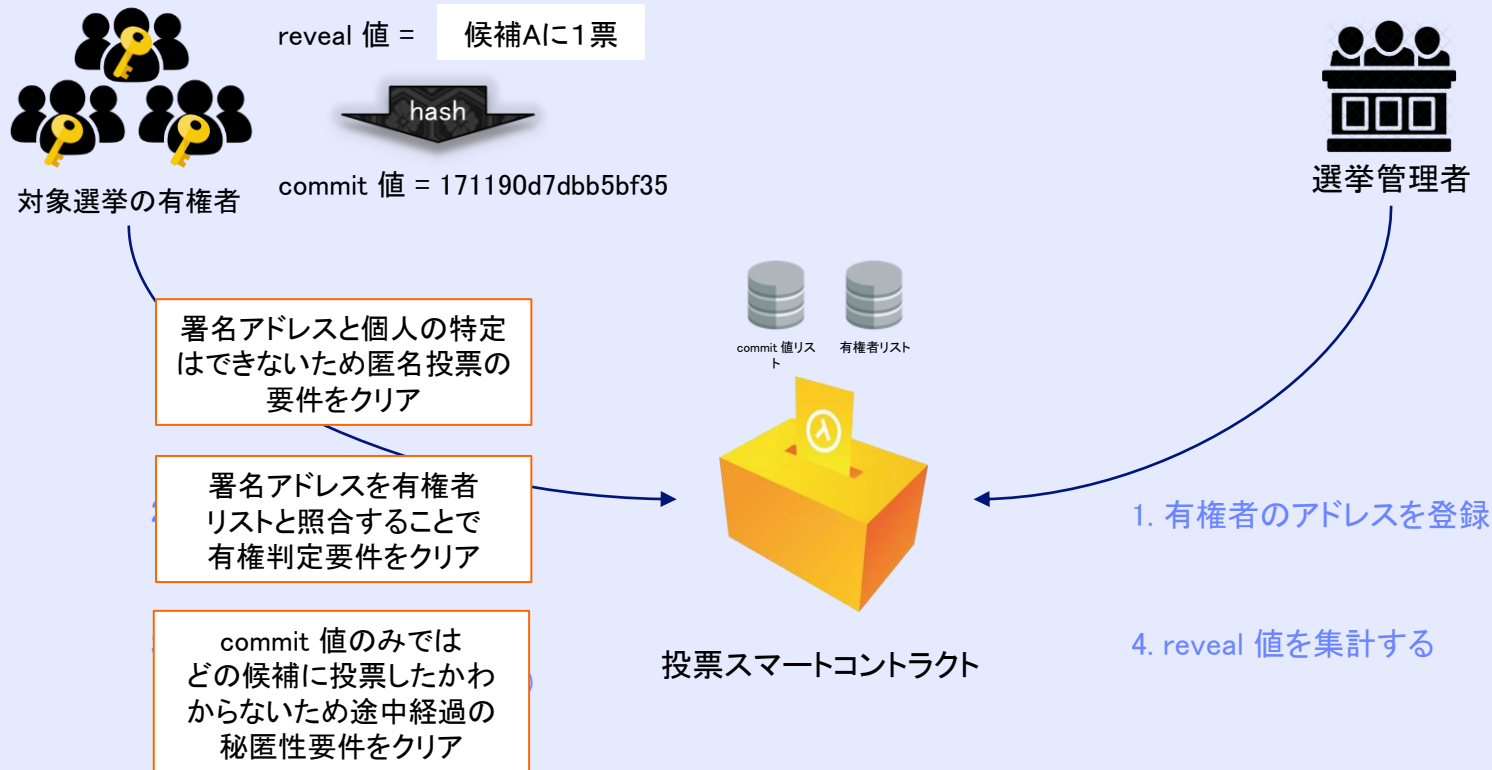 reveal 値 =
候補Aに１票
hash
commit 値 = 171190d7dbb5bf35
対象選挙の有権者
選挙管理者
commit 値リス
ト
有権者リスト
署名アドレスと個人の特定
はできないため匿名投票の
要件をクリア
署名アドレスを有権者
リストと照合することで
有権判定要件をクリア
commit 値のみでは
どの候補に投票したかわ
からないため途中経過の
秘匿性要件をクリア
投票スマートコントラクト
1. 有権者のアドレスを登録
4. reveal 値を集計する